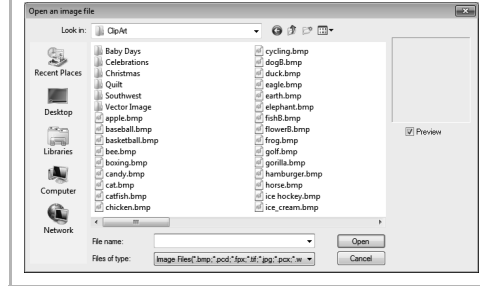 Open an image file
Look in:
ClipArt
Recent Places
Desktop
Libraries
Computer
Network
Baby Days
Celebrations
Christmas
Quilt
Southwest
Vector Image
apple.bmp
baseball.bmp
basketball.bmp
bee.bmp
boxing.bmp
candy.bmp
cat.bmp
catfish.bmp
chicken.bmp
cycling.bmp
dogB.bmp
duck.bmp
eagle.bmp
earth.bmp
elephant.bmp
fishB.bmp
flowerB.bmp
frog.bmp
golf.bmp
gorilla.bmp
hamburger.bmp
horse.bmp
ice hockey.bmp
ice_cream.bmp
Preview
File name:
Open
Files of type:
Image Files(*.bmp;*.pcd;*.fpx;*.tif;*.jpg;*.pcx;*.w
Cancel